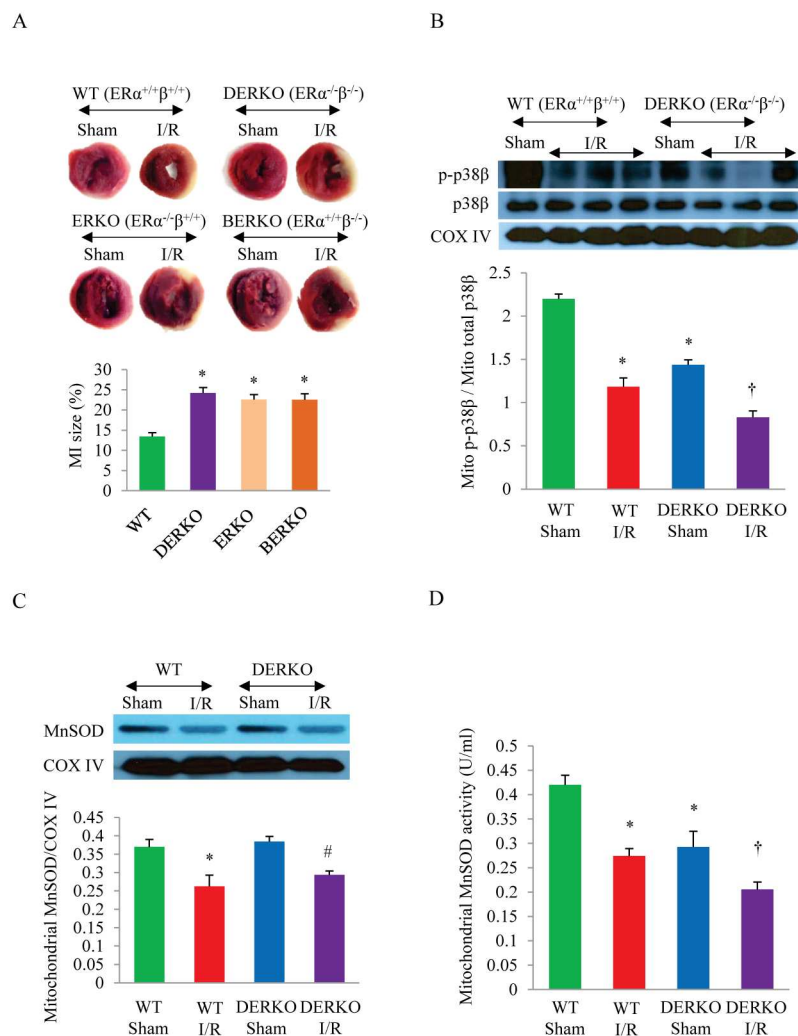 A
WT (ERα+/+β+/+) DERKO (ERα-/-β-/-)
Sham I/R Sham I/R
ERKO (ERα-/-β+/+) BERKO (ERα+/+β-/-)
Sham I/R Sham I/R
MI size (%)
30
25
20
15
10
5
0
* * *
WT DERKO ERKO BERKO
B
WT (ERα+/+β+/+) DERKO (ERα-/-β-/-)
Sham I/R Sham I/R
p-p38β
p38β
COX IV
Mito p-p38β / Mito total p38β
2.5
2
1.5
1
0.5
0
* * †
WT WT DERKO DERKO
Sham I/R Sham I/R
C
WT DERKO
Sham I/R Sham I/R
MnSOD
COX IV
Mitochondrial MnSOD/COX IV
0.45
0.4
0.35
0.3
0.25
0.2
0.15
0.1
0.05
0
* #
WT WT DERKO DERKO
Sham I/R Sham I/R
D
Mitochondrial MnSOD activity (U/ml)
0.5
0.45
0.4
0.35
0.3
0.25
0.2
0.15
0.1
0.05
0
* * †
WT WT DERKO DERKO
Sham I/R Sham I/R